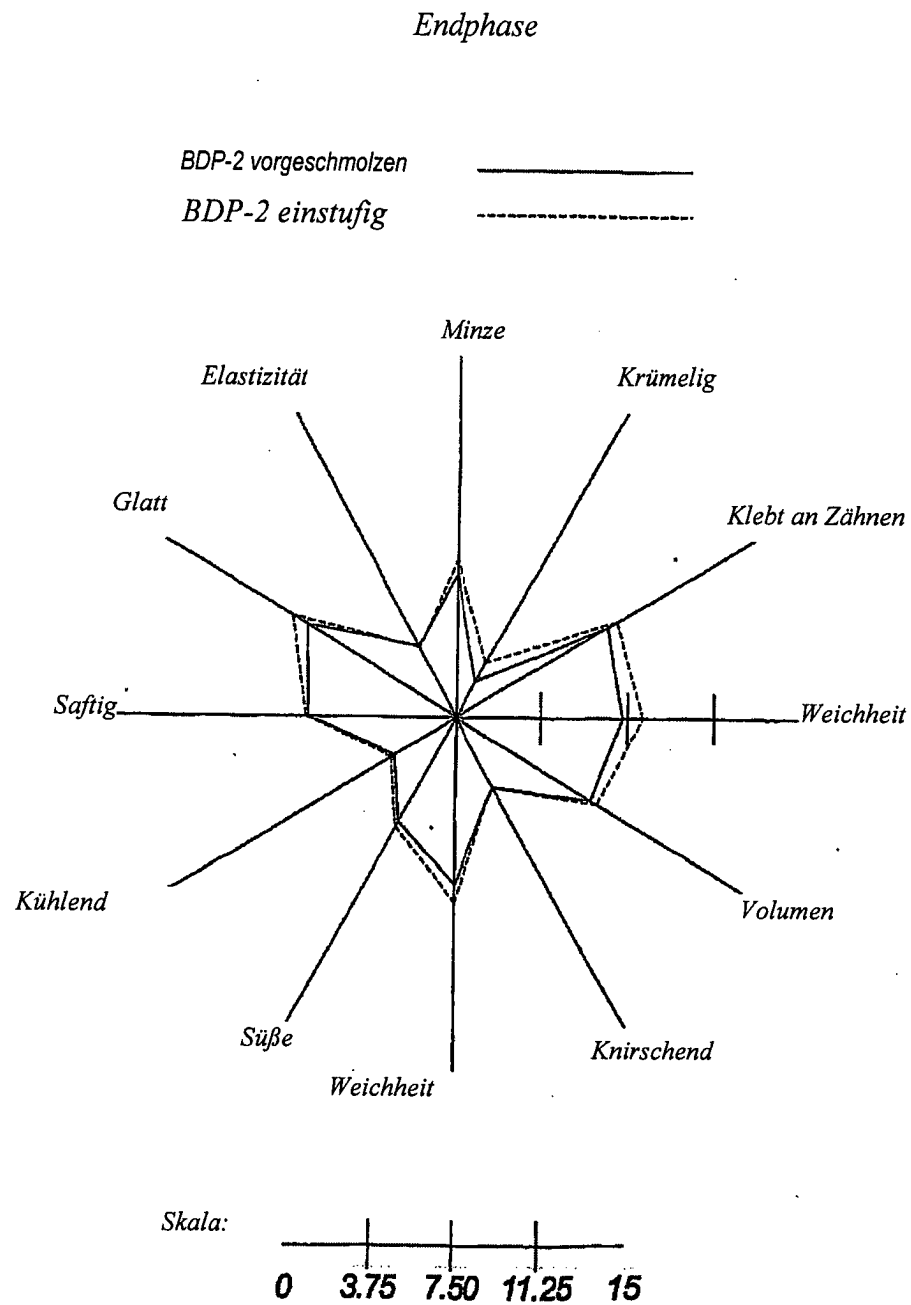 Endphase
BDP-2 vorgeschmolzen
BDP-2 einstufig
Minze
Elastizität
Krümelig
Glatt
Klebt an Zähnen
Saftig
Weichheit
Kühlend
Volumen
Süße
Knirschend
Weichheit
Skala:
0 3.75 7.50 11.25 15